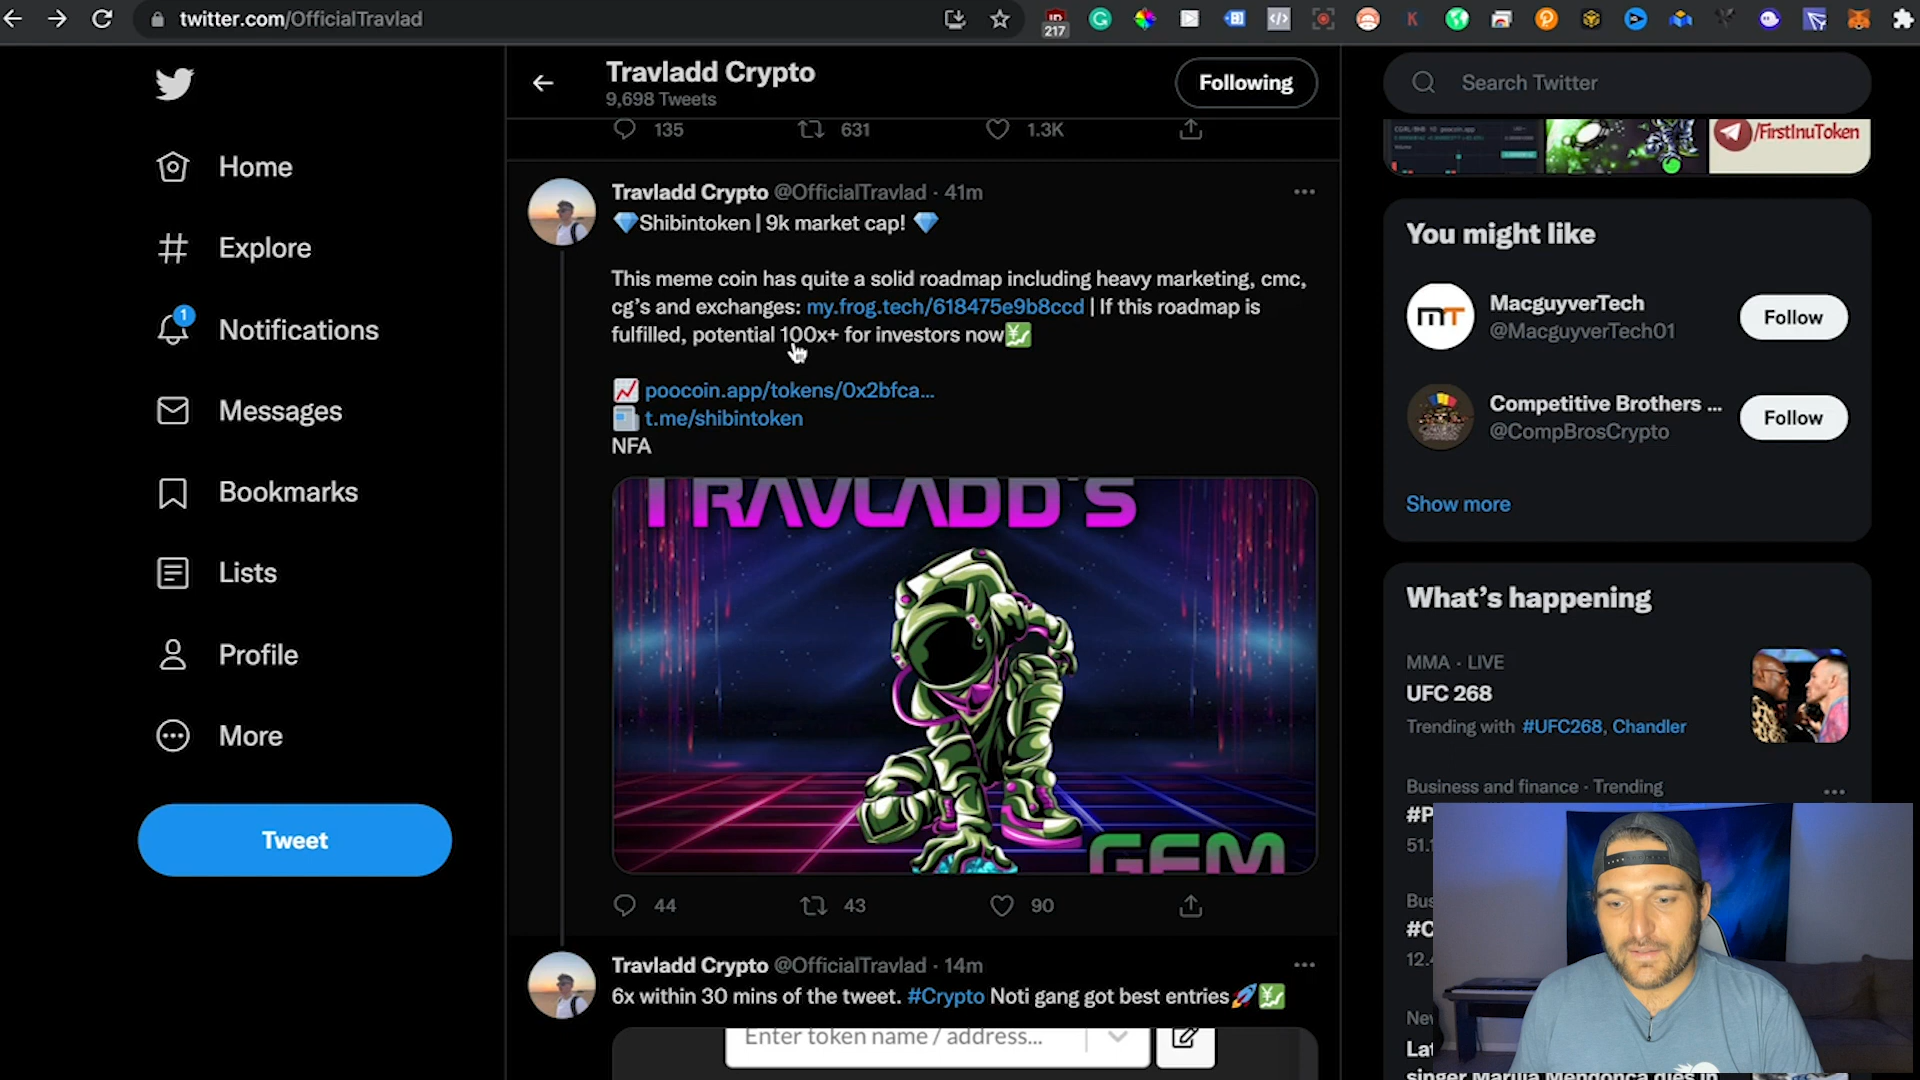 twitter.com/OfficialTravlad
217
Home
Explore
1
Notifications
Messages
Bookmarks
Lists
Profile
More
Tweet
Travladd Crypto
9,698 Tweets
Following
135
631
1.3K
Travladd Crypto @OfficialTravlad · 41m
💎Shibintoken | 9k market cap! 💎
This meme coin has quite a solid roadmap including heavy marketing, cmc,
cg's and exchanges: my.frog.tech/618475e9b8ccd | If this roadmap is
fulfilled, potential 100x+ for investors now💹
📈 poocoin.app/tokens/0x2bfca...
📰 t.me/shibintoken
NFA
TRAVLADD'S
GEM
44
43
90
Travladd Crypto @OfficialTravlad · 14m
6x within 30 mins of the tweet. #Crypto Noti gang got best entries🚀💹
Enter token name / address...
Search Twitter
/FirstInuToken
You might like
MacguyverTech
@MacguyverTech01
Follow
Competitive Brothers ...
@CompBrosCrypto
Follow
Show more
What's happening
MMA · LIVE
UFC 268
Trending with #UFC268, Chandler
Business and finance · Trending